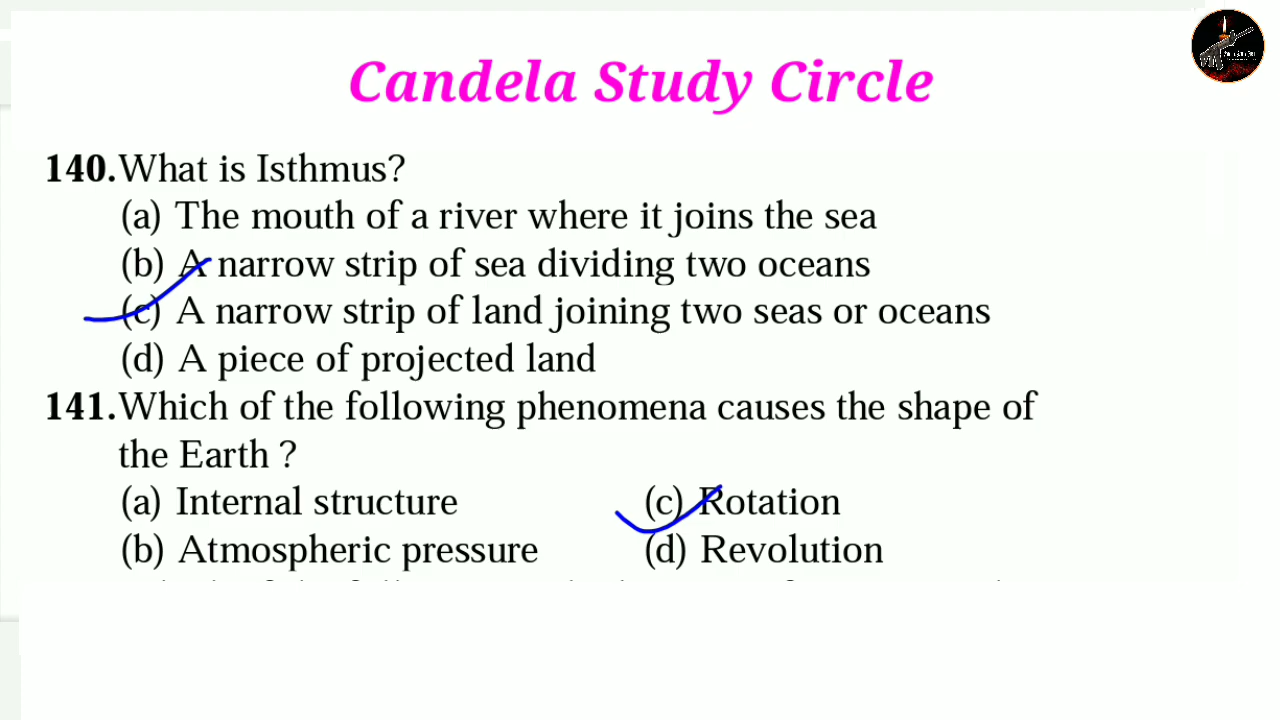 Candela Study Circle
140.What is Isthmus?
(a) The mouth of a river where it joins the sea
(b) A narrow strip of sea dividing two oceans
(c) A narrow strip of land joining two seas or oceans
(d) A piece of projected land
141.Which of the following phenomena causes the shape of
the Earth ?
(a) Internal structure (c) Rotation
(b) Atmospheric pressure (d) Revolution